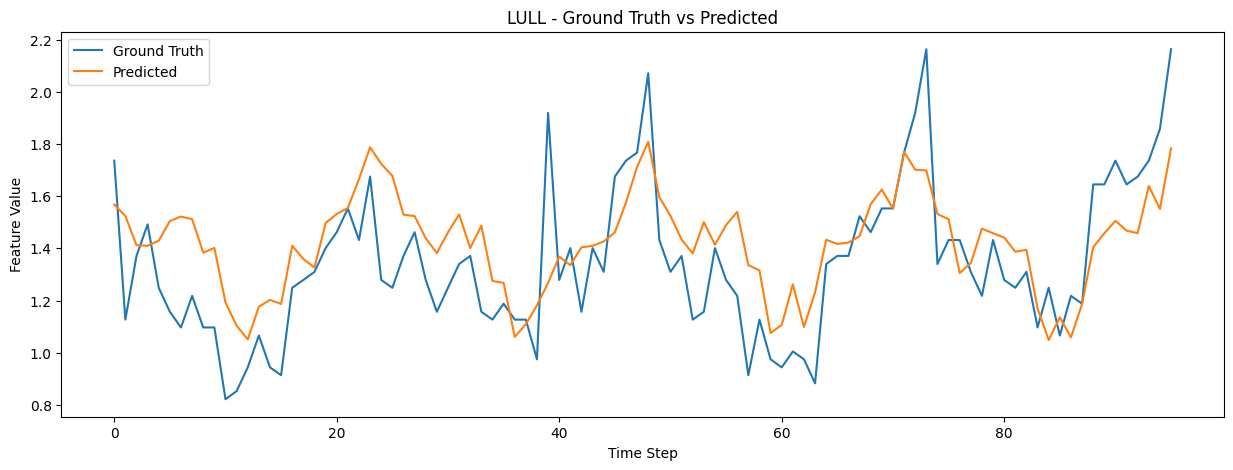 LULL - Ground Truth vs Predicted
Ground Truth
Predicted
Feature Value
2.2
2.0
1.8
1.6
1.4
1.2
1.0
0.8
0
20
40
60
80
Time Step